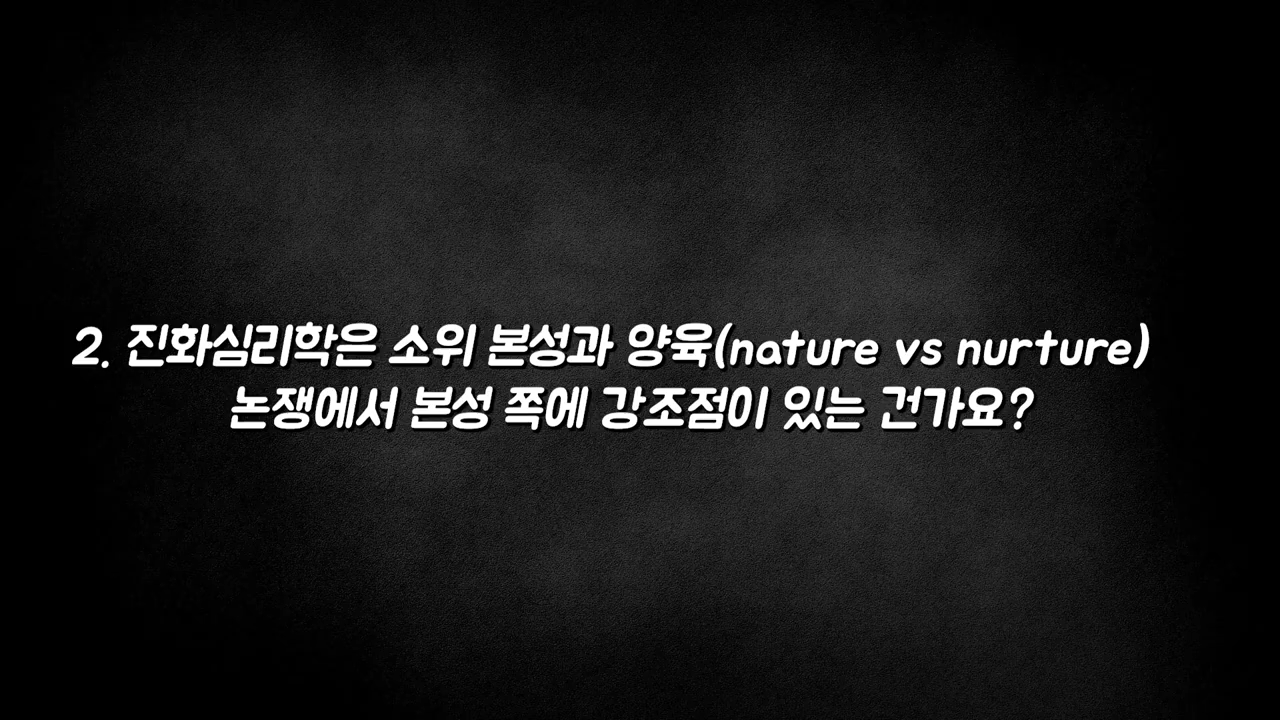 2. 진화심리학은 소위 본성과 양육(nature vs nurture)
논쟁에서 본성 쪽에 강조점이 있는 건가요?